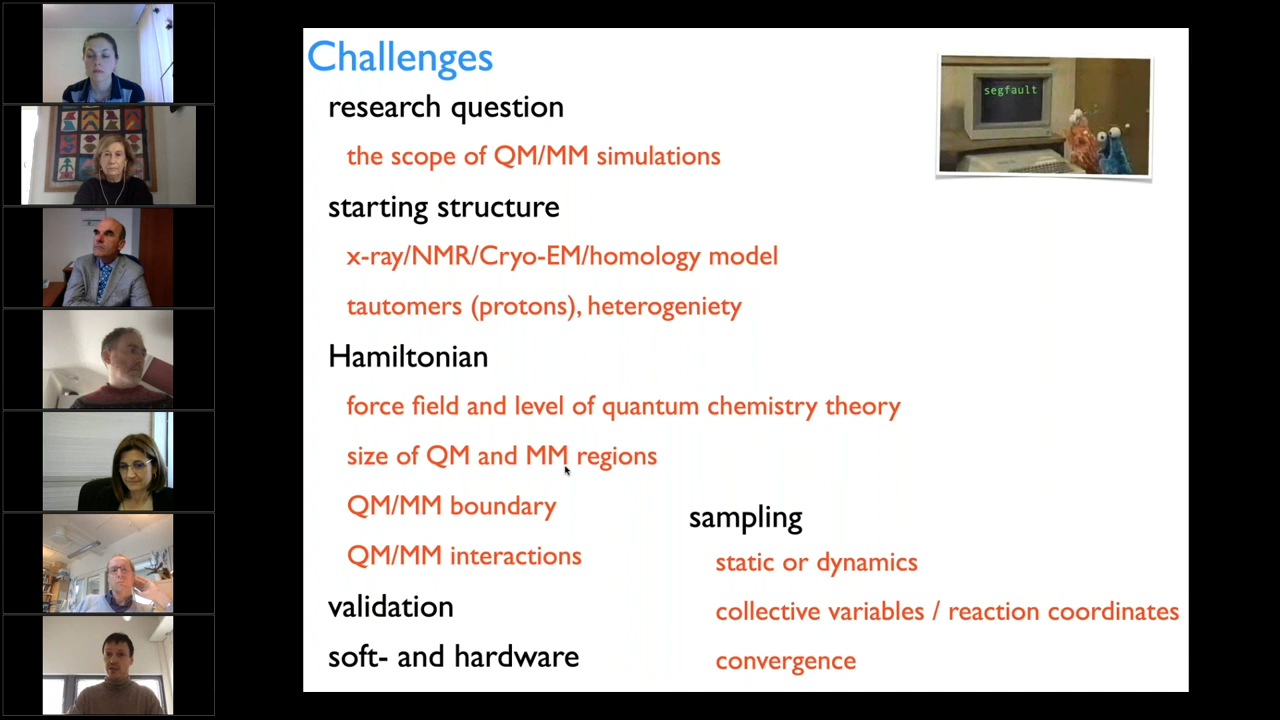 Challenges
research question
the scope of QM/MM simulations
starting structure
x-ray/NMR/Cryo-EM/homology model
tautomers (protons), heterogeniety
Hamiltonian
force field and level of quantum chemistry theory
size of QM and MM regions
QM/MM boundary
QM/MM interactions
validation
soft- and hardware
sampling
static or dynamics
collective variables / reaction coordinates
convergence
segfault